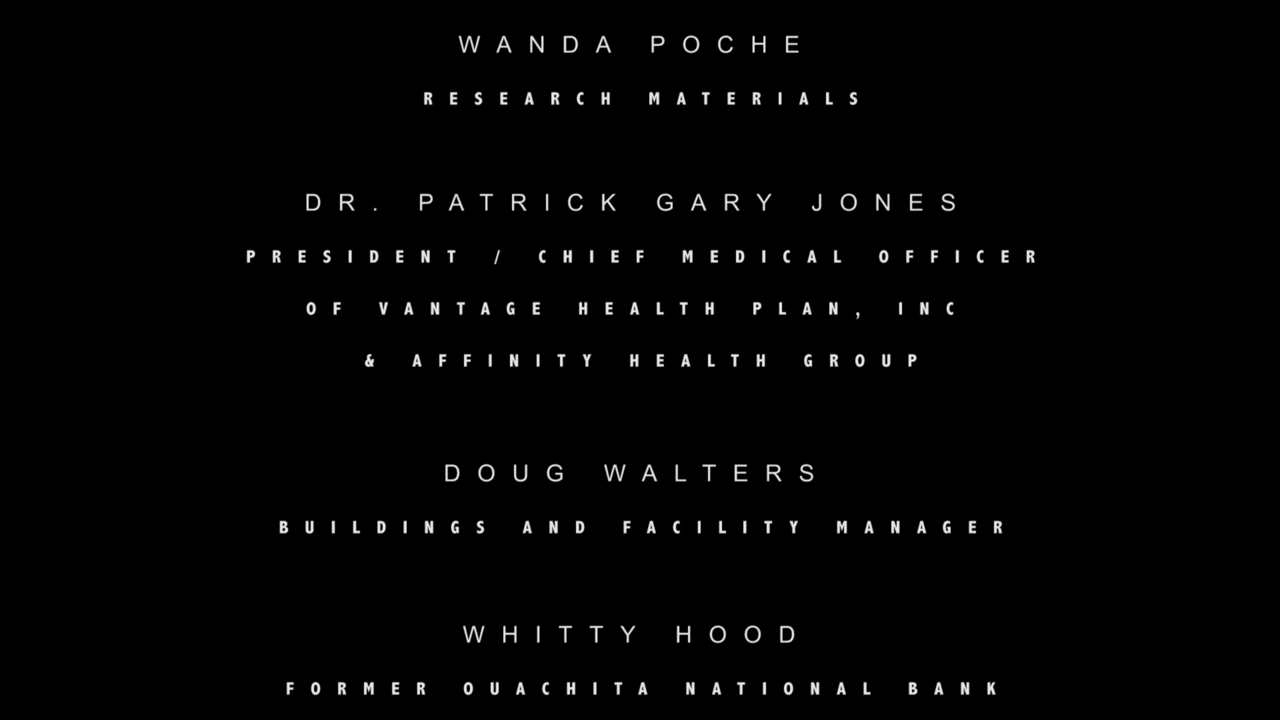 WANDA POCHE
RESEARCH MATERIALS
DR. PATRICK GARY JONES
PRESIDENT / CHIEF MEDICAL OFFICER
OF VANTAGE HEALTH PLAN, INC
& AFFINITY HEALTH GROUP
DOUG WALTERS
BUILDINGS AND FACILITY MANAGER
WHITTY HOOD
FORMER OUACHITA NATIONAL BANK